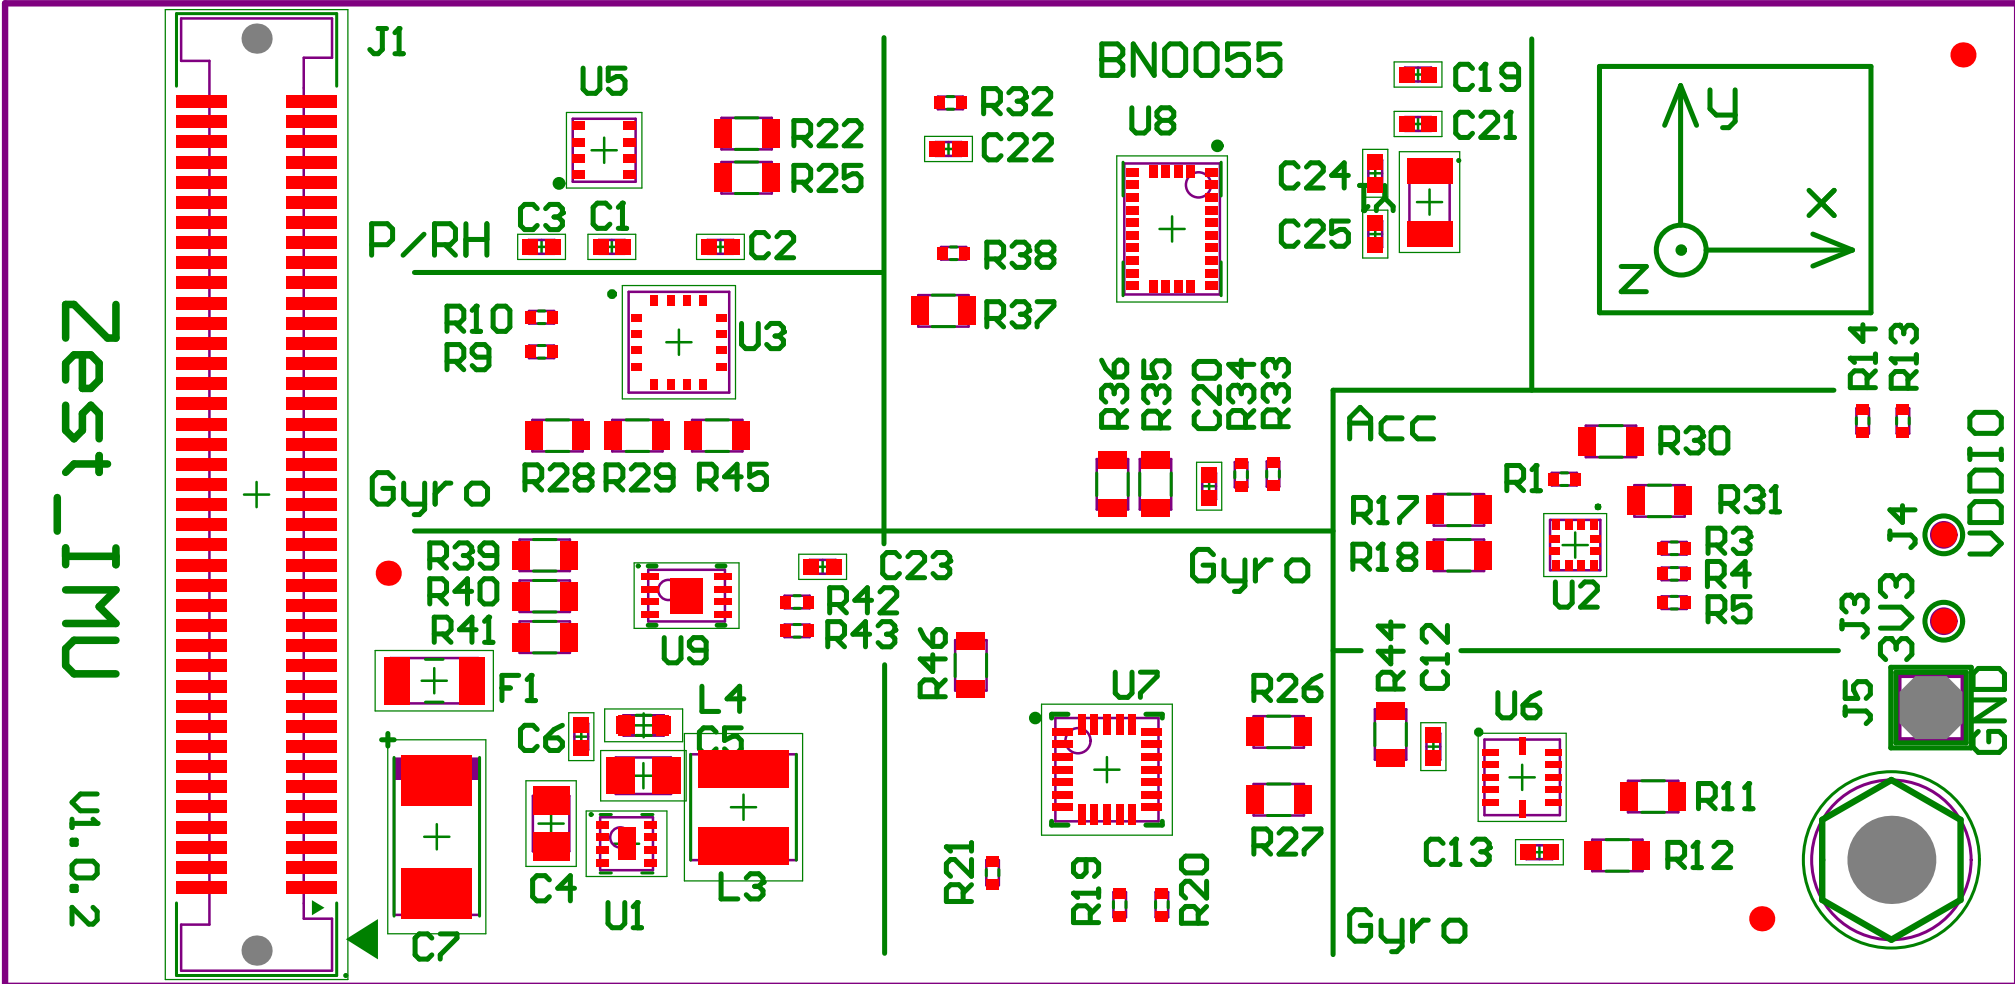 J1
U5
BNO055
C19
R32
R22
U8
C21
y
C22
R25
C24
x
C3
C1
P/RH
C2
C25
R38
z
Zest_IMU
R10
U3
R37
R9
R14
R13
R36
R35
C20
R34
R33
Acc
R30
VDDIO
R28
R29
R45
Gyro
R1
R31
R17
J4
R39
C23
Gyro
R18
R3
R40
R42
U2
R4
3V3
R41
R43
R5
J3
U9
R46
R44
C12
F1
L4
U7
R26
U6
J5
GND
+
C6
C5
V1.0.2
R11
R27
C13
R12
C4
L3
U1
R21
R19
R20
C7
Gyro